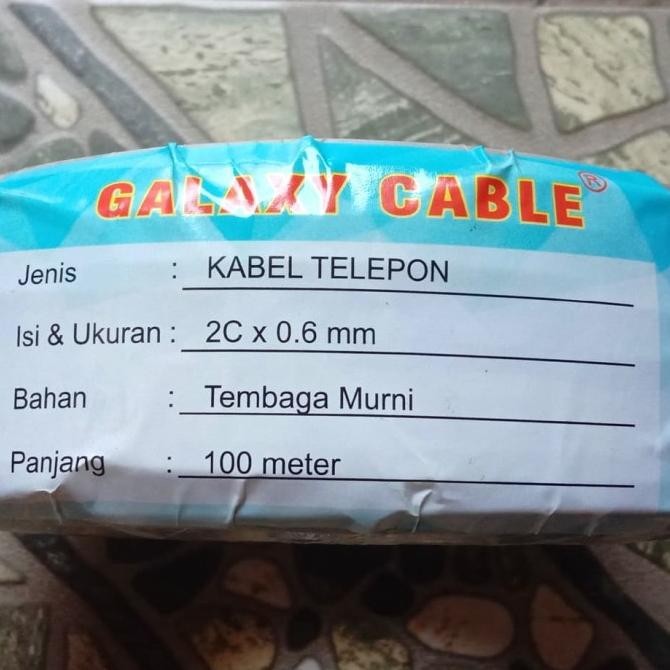 GALAXY CABLE ®
Jenis : KABEL TELEPON
Isi & Ukuran : 2C x 0.6 mm
Bahan : Tembaga Murni
Panjang : 100 meter